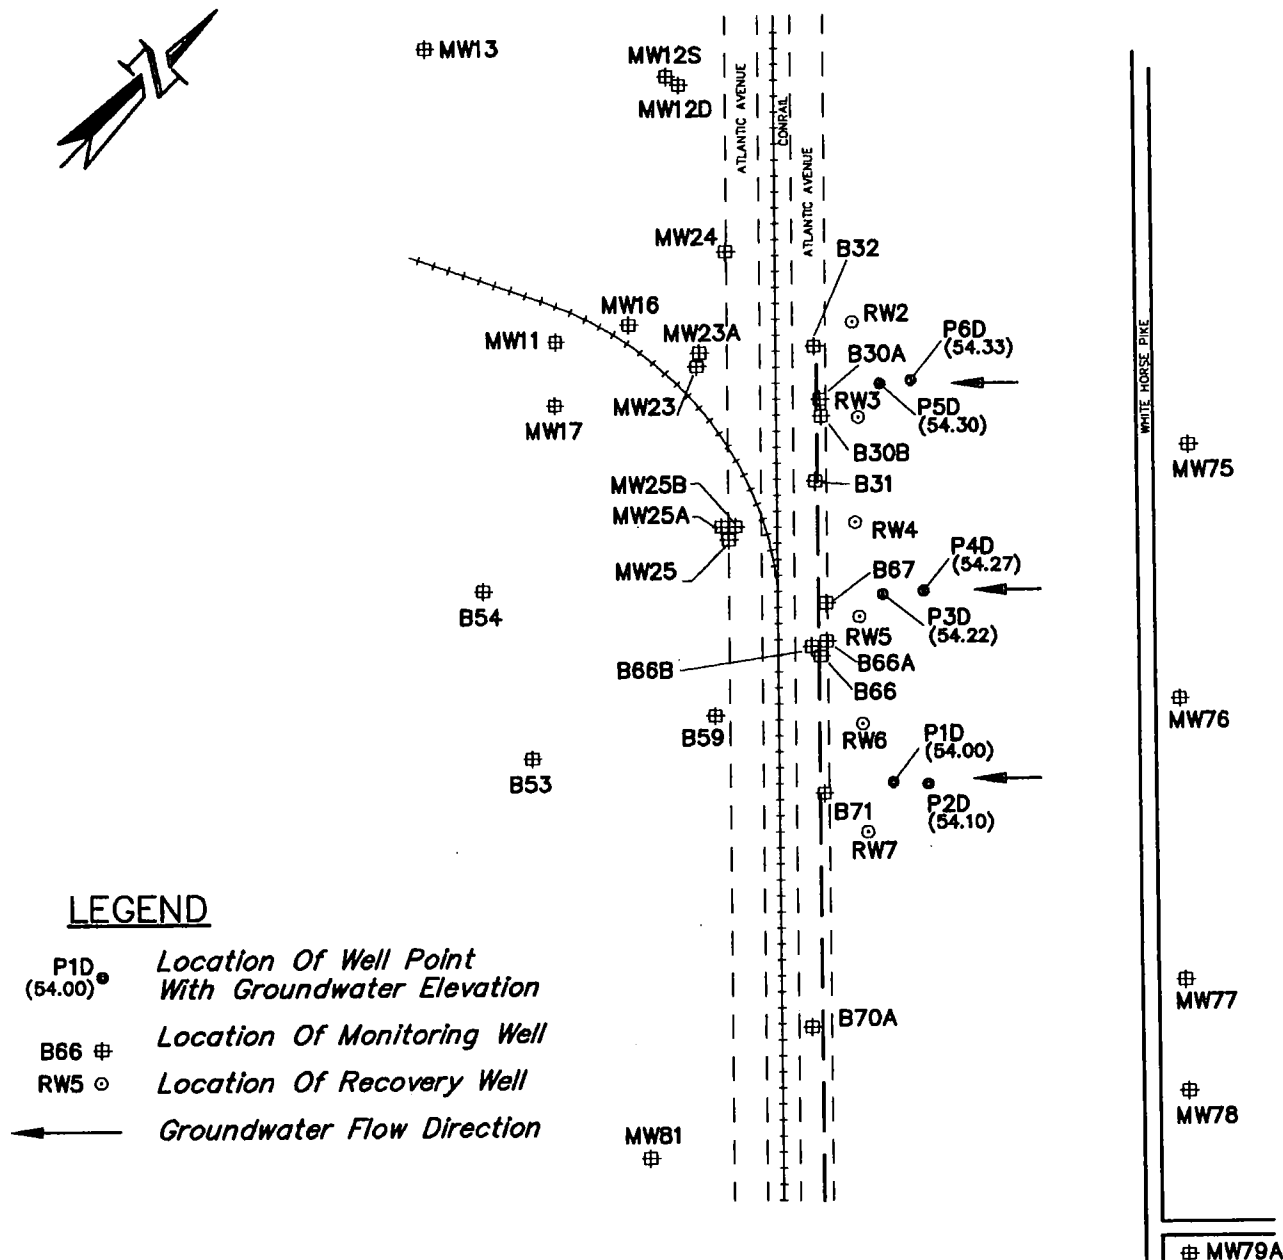 MW13
MW12S
MW12D
ATLANTIC AVENUE
CONRAIL
ATLANTIC AVENUE
MW24
B32
MW16
RW2
MW11
MW23A
B30A
P6D
(54.33)
WHITE HORSE PIKE
MW23
RW3
P5D
(54.30)
MW17
B30B
MW75
MW25B
B31
MW25A
RW4
MW25
B67
P4D
(54.27)
B54
P3D
(54.22)
RW5
B66B
B66A
B66
MW76
B59
RW6
P1D
(54.00)
B53
B71
P2D
(54.10)
RW7
LEGEND
P1D
(54.00)
Location Of Well Point
With Groundwater Elevation
B66
Location Of Monitoring Well
RW5
Location Of Recovery Well
Groundwater Flow Direction
B70A
MW77
MW78
MW81
MW79A